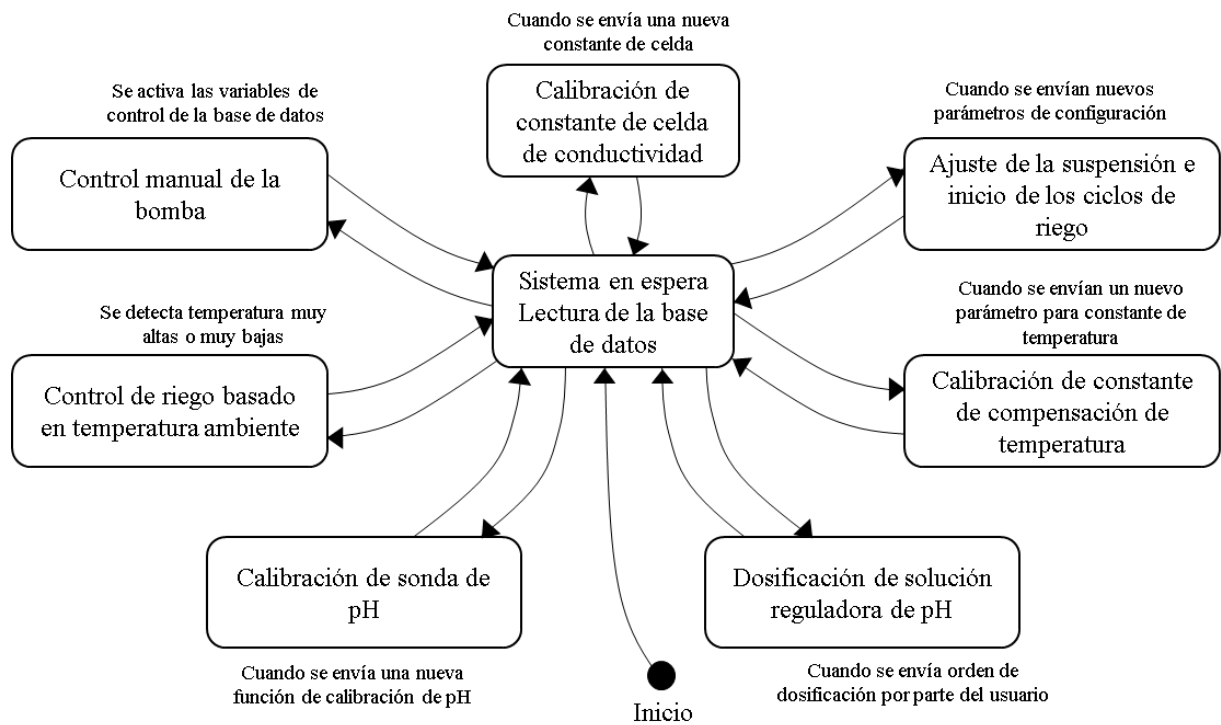 Cuando se envía una nueva
constante de celda
Calibración de
constante de celda
de conductividad
Se activa las variables de
control de la base de datos
Control manual de la
bomba
Cuando se envían nuevos
parámetros de configuración
Ajuste de la suspensión e
inicio de los ciclos de
riego
Sistema en espera
Lectura de la base
de datos
Se detecta temperatura muy
altas o muy bajas
Control de riego basado
en temperatura ambiente
Cuando se envían un nuevo
parámetro para constante de
temperatura
Calibración de constante
de compensación de
temperatura
Calibración de sonda de
pH
Cuando se envía una nueva
función de calibración de pH
Dosificación de solución
reguladora de pH
Cuando se envía orden de
dosificación por parte del usuario
Inicio